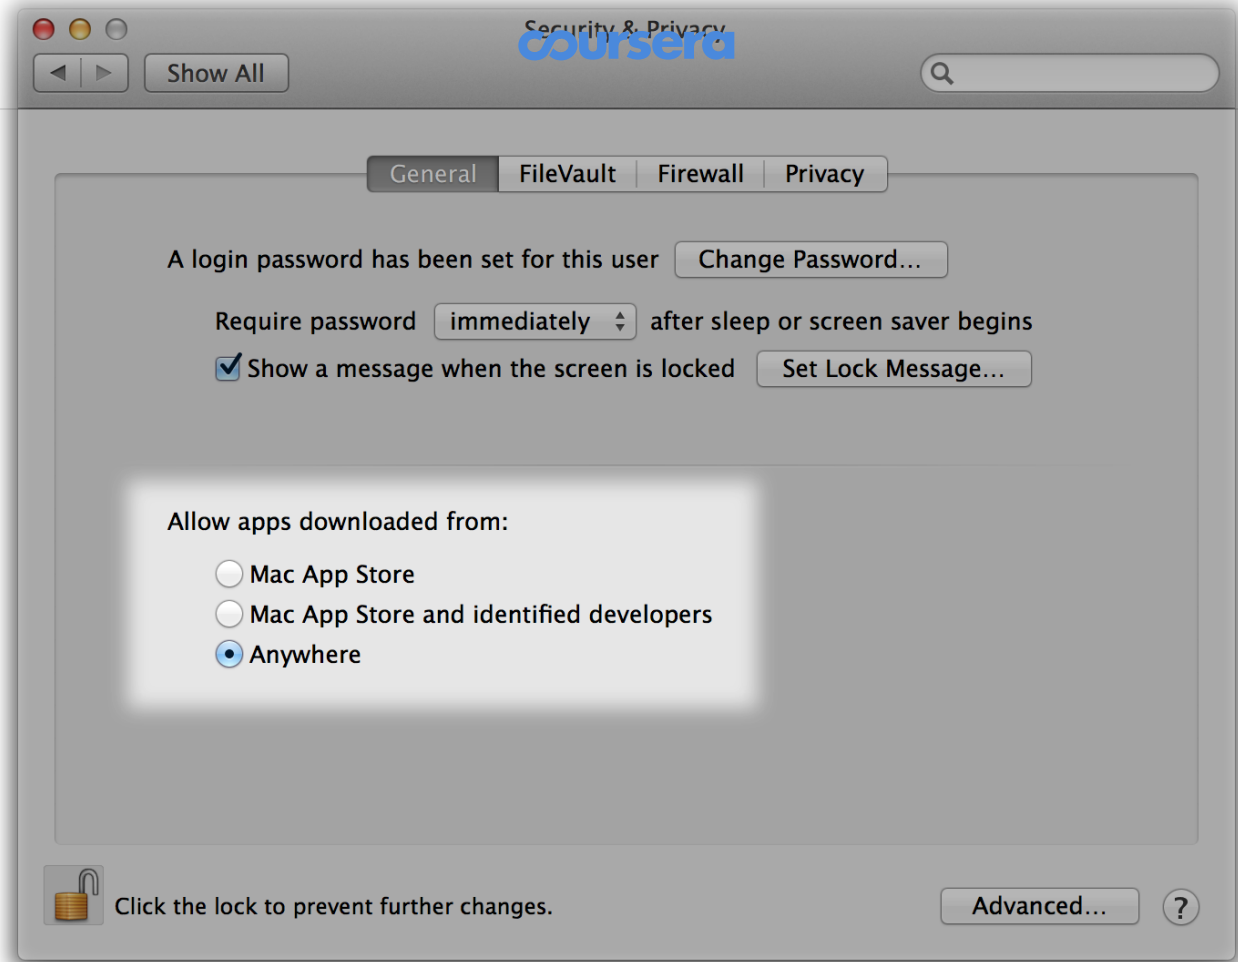 Security & Privacy
coursera
Show All
General FileVault Firewall Privacy
A login password has been set for this user Change Password...
Require password immediately after sleep or screen saver begins
Show a message when the screen is locked Set Lock Message...
Allow apps downloaded from:
Mac App Store
Mac App Store and identified developers
Anywhere
Click the lock to prevent further changes. Advanced... ?